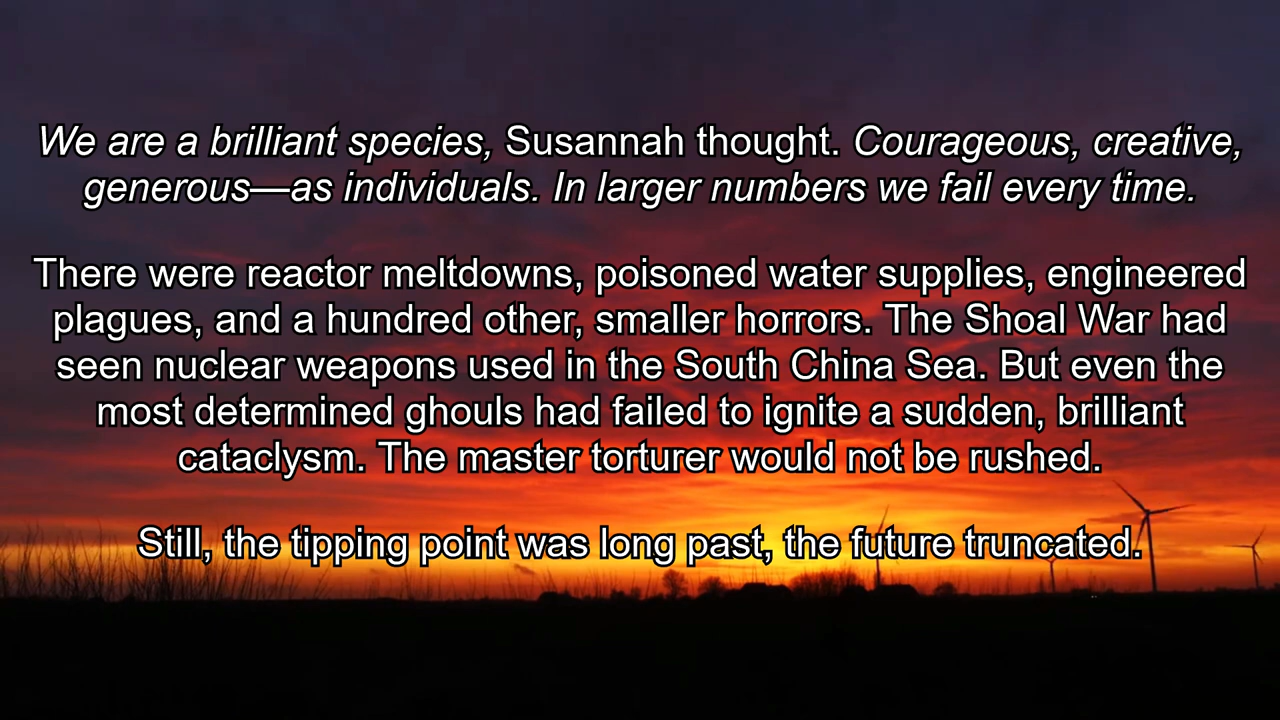 We are a brilliant species, Susannah thought. Courageous, creative,
generous—as individuals. In larger numbers we fail every time.
There were reactor meltdowns, poisoned water supplies, engineered
plagues, and a hundred other, smaller horrors. The Shoal War had
seen nuclear weapons used in the South China Sea. But even the
most determined ghouls had failed to ignite a sudden, brilliant
cataclysm. The master torturer would not be rushed.
Still, the tipping point was long past, the future truncated.